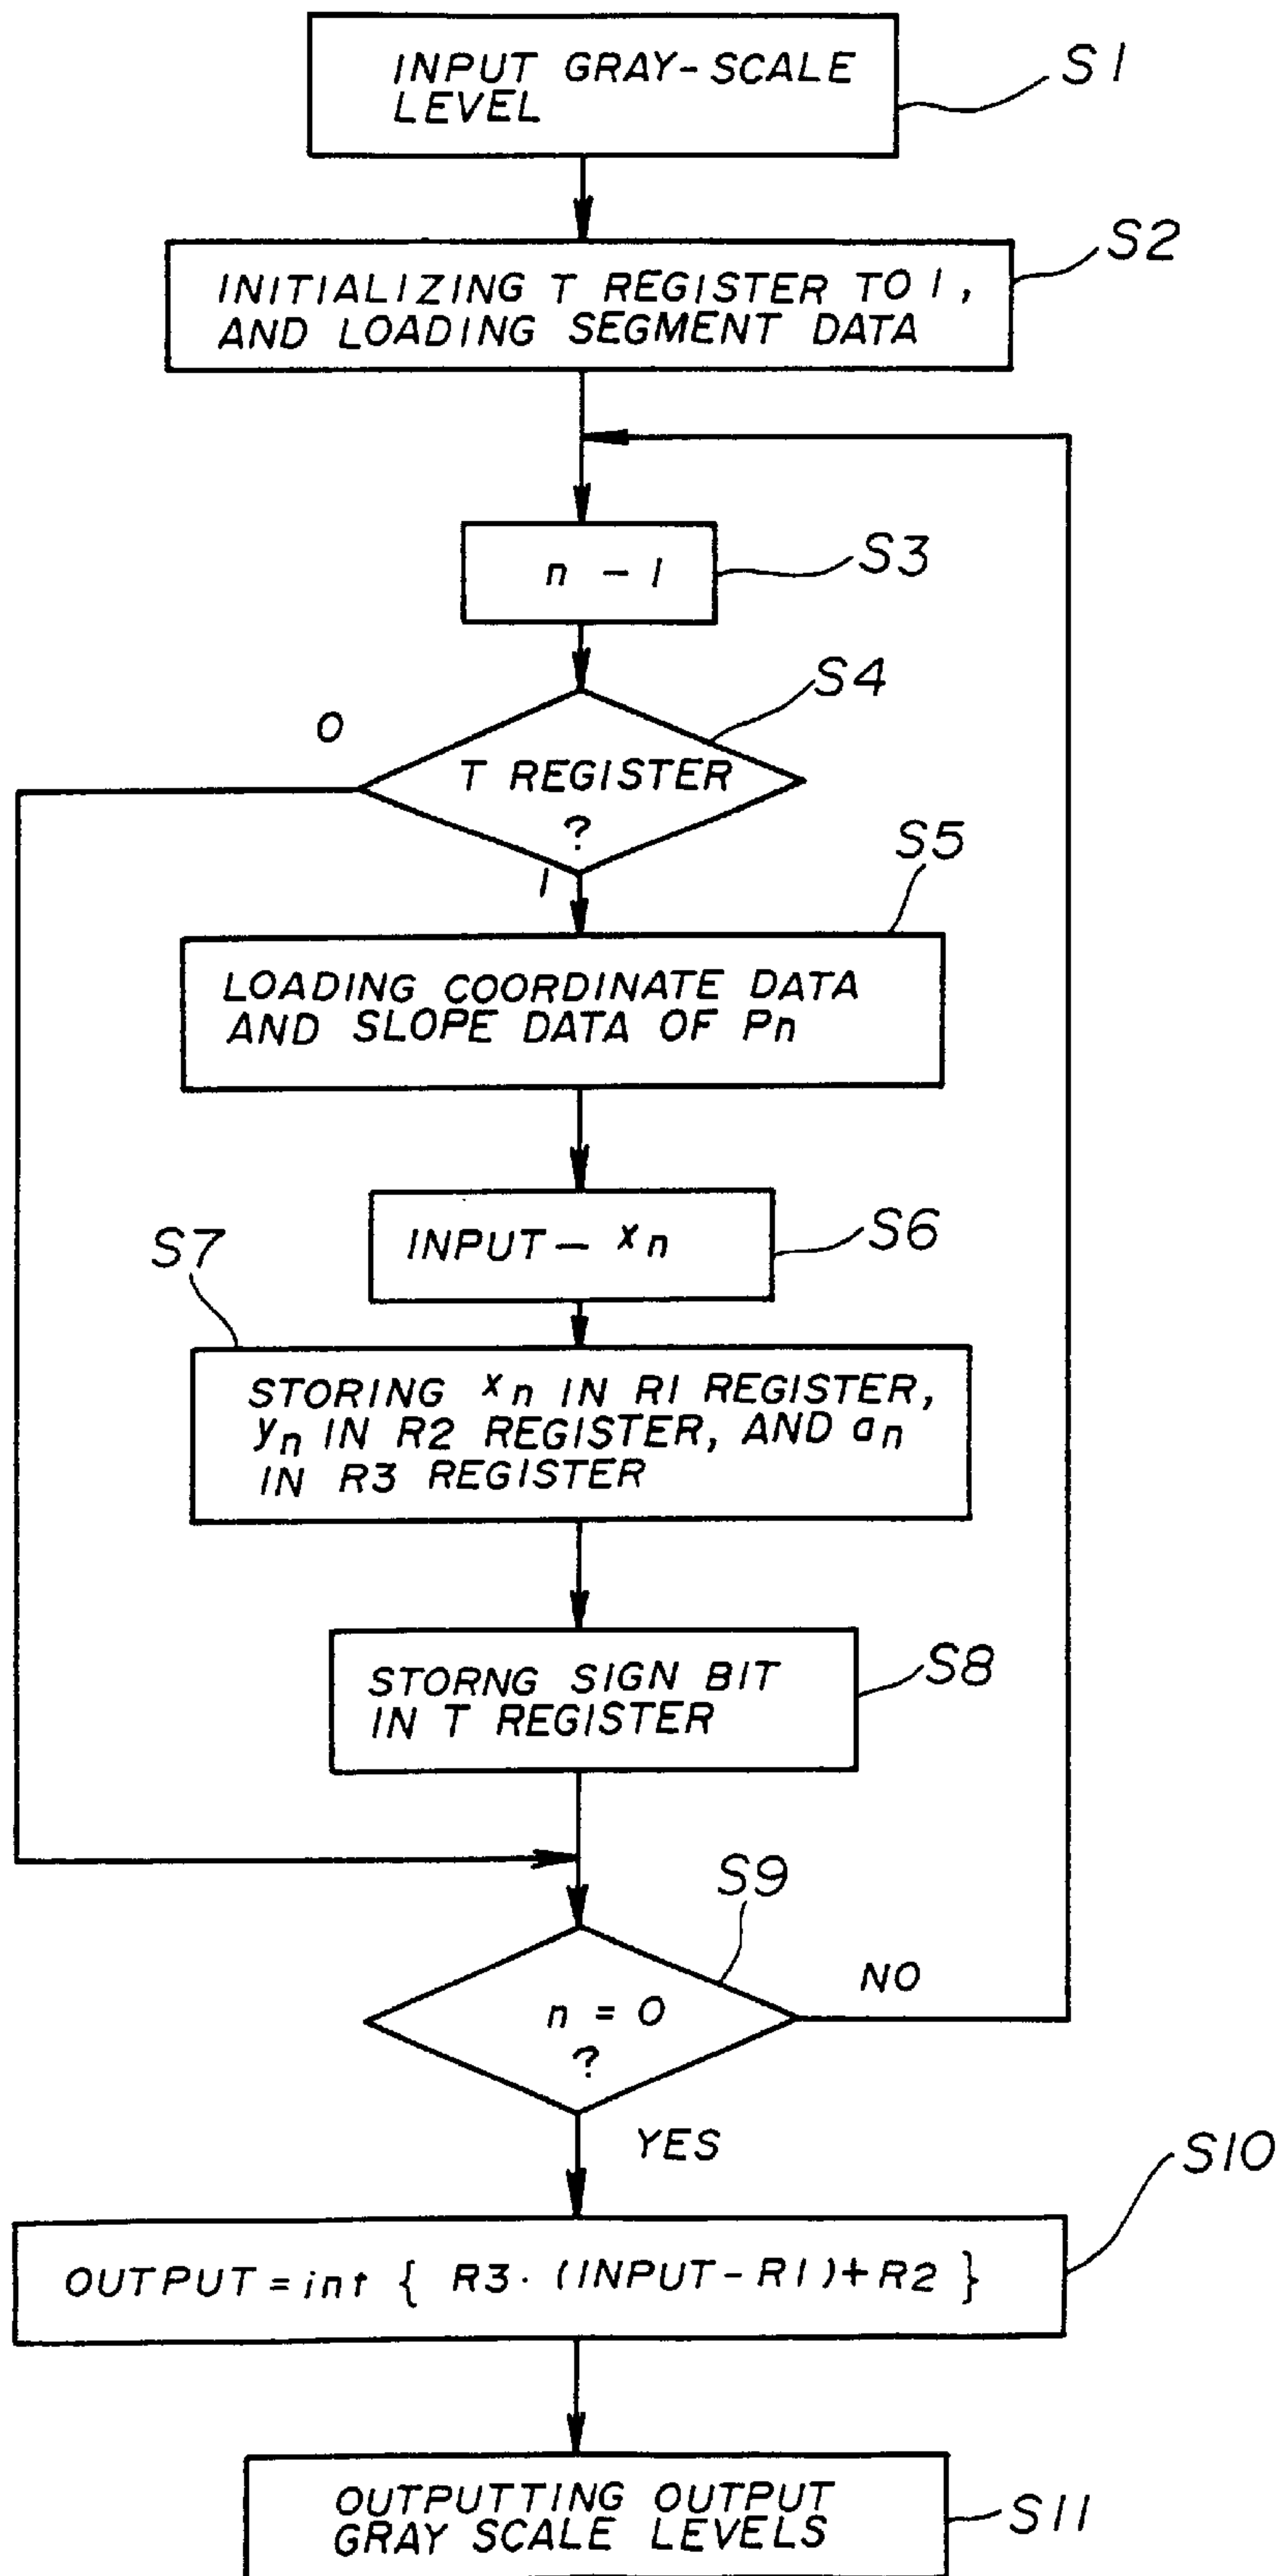 INPUT GRAY-SCALE
LEVEL
S1
S2
INITIALIZING T REGISTER TO 1,
AND LOADING SEGMENT DATA
n - 1
S3
S4
0
T REGISTER
?
1
S5
LOADING COORDINATE DATA
AND SLOPE DATA OF Pn
S6
INPUT - xn
S7
STORING xn IN R1 REGISTER,
yn IN R2 REGISTER, AND an
IN R3 REGISTER
S8
STORNG SIGN BIT
IN T REGISTER
S9
NO
n = 0
?
YES
S10
OUTPUT = int { R3 · (INPUT - R1) + R2 }
OUTPUTTING OUTPUT
GRAY SCALE LEVELS
S11